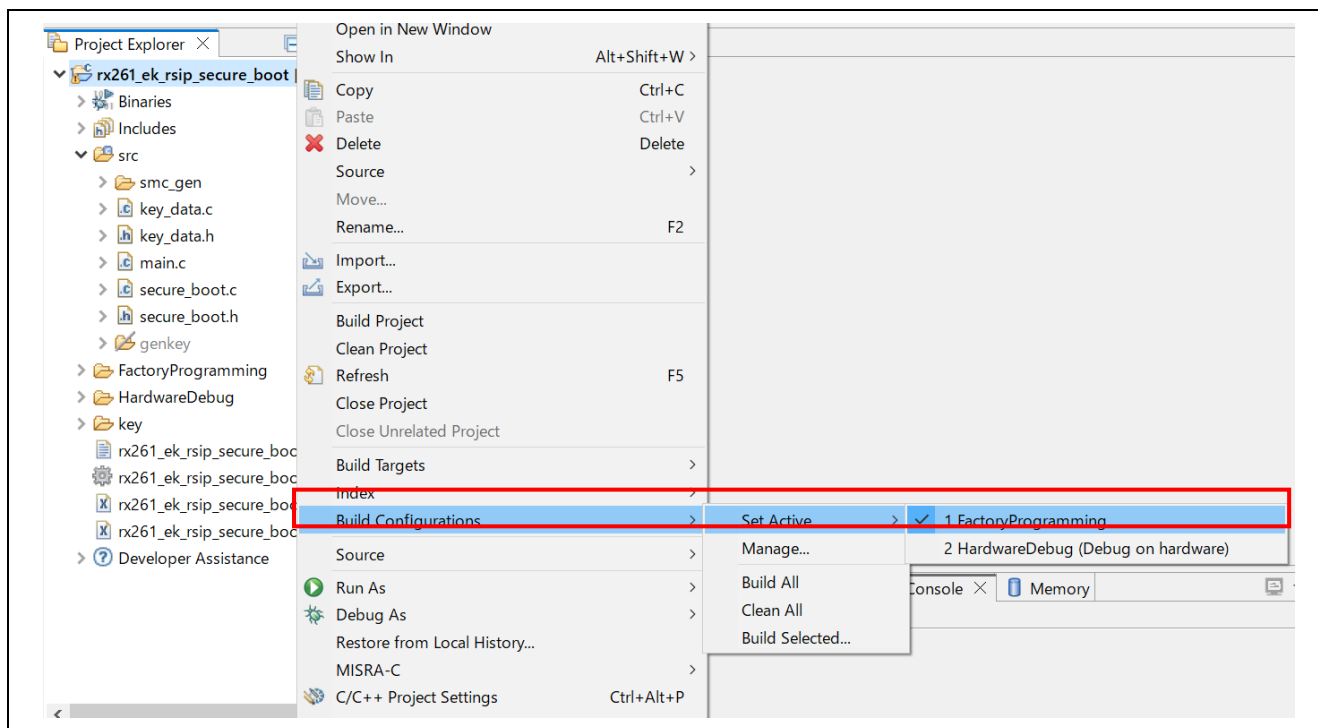 Project Explorer
rx261_ek_rsip_secure_boot
Binaries
Includes
src
smc_gen
key_data.c
key_data.h
main.c
secure_boot.c
secure_boot.h
genkey
FactoryProgramming
HardwareDebug
key
rx261_ek_rsip_secure_boo
rx261_ek_rsip_secure_boo
rx261_ek_rsip_secure_boo
rx261_ek_rsip_secure_boo
Developer Assistance
Open in New Window
Show In Alt+Shift+W >
Copy Ctrl+C
Paste Ctrl+V
Delete Delete
Source >
Move...
Rename... F2
Import...
Export...
Build Project
Clean Project
Refresh F5
Close Project
Close Unrelated Project
Build Targets >
Index >
Build Configurations >
Source >
Run As >
Debug As >
Restore from Local History...
MISRA-C >
C/C++ Project Settings Ctrl+Alt+P
Set Active >
Manage...
Build All
Clean All
Build Selected...
1 FactoryProgramming
2 HardwareDebug (Debug on hardware)
Console
Memory